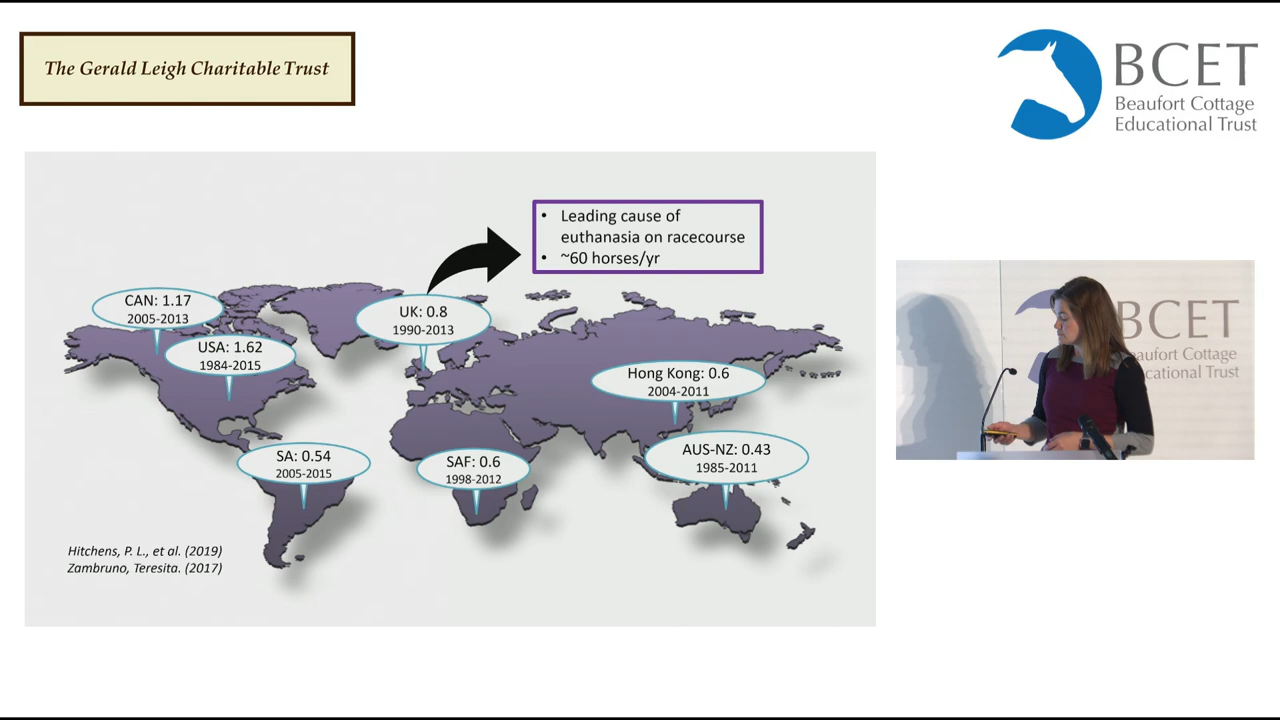 The Gerald Leigh Charitable Trust
BCET
Beaufort Cottage
Educational Trust
• Leading cause of
euthanasia on racecourse
• ~60 horses/yr
CAN: 1.17
2005-2013
UK: 0.8
1990-2013
USA: 1.62
1984-2015
Hong Kong: 0.6
2004-2011
SA: 0.54
2005-2015
SAF: 0.6
1998-2012
AUS-NZ: 0.43
1985-2011
Hitchens, P. L., et al. (2019)
Zambruno, Teresita. (2017)
BCET
eaufort Cottage
cational Trust